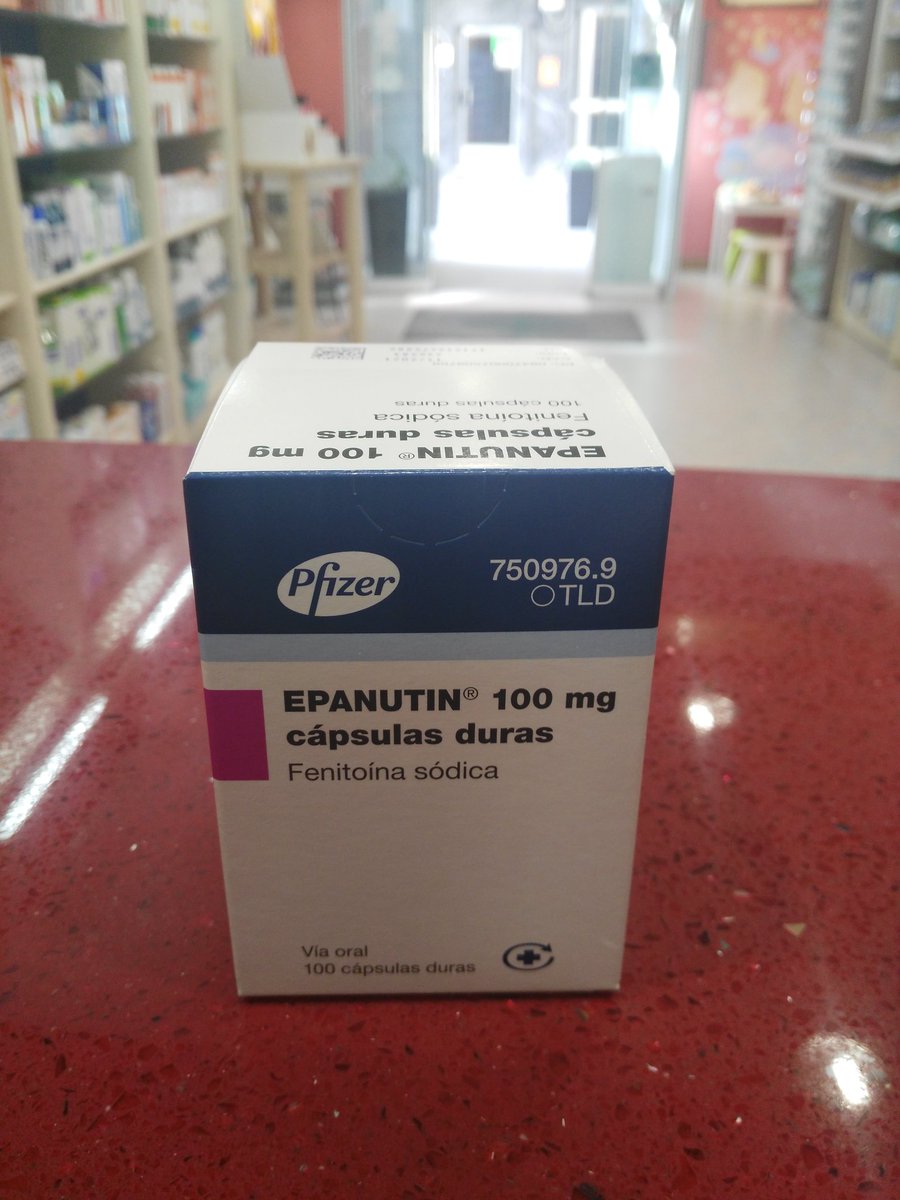 100 cápsulas duras
Fenitoína sódica
cápsulas duras
EPANUTIN® 100 mg
Pfizer
750976.9
TLD
EPANUTIN® 100 mg
cápsulas duras
Fenitoína sódica
Vía oral
100 cápsulas duras